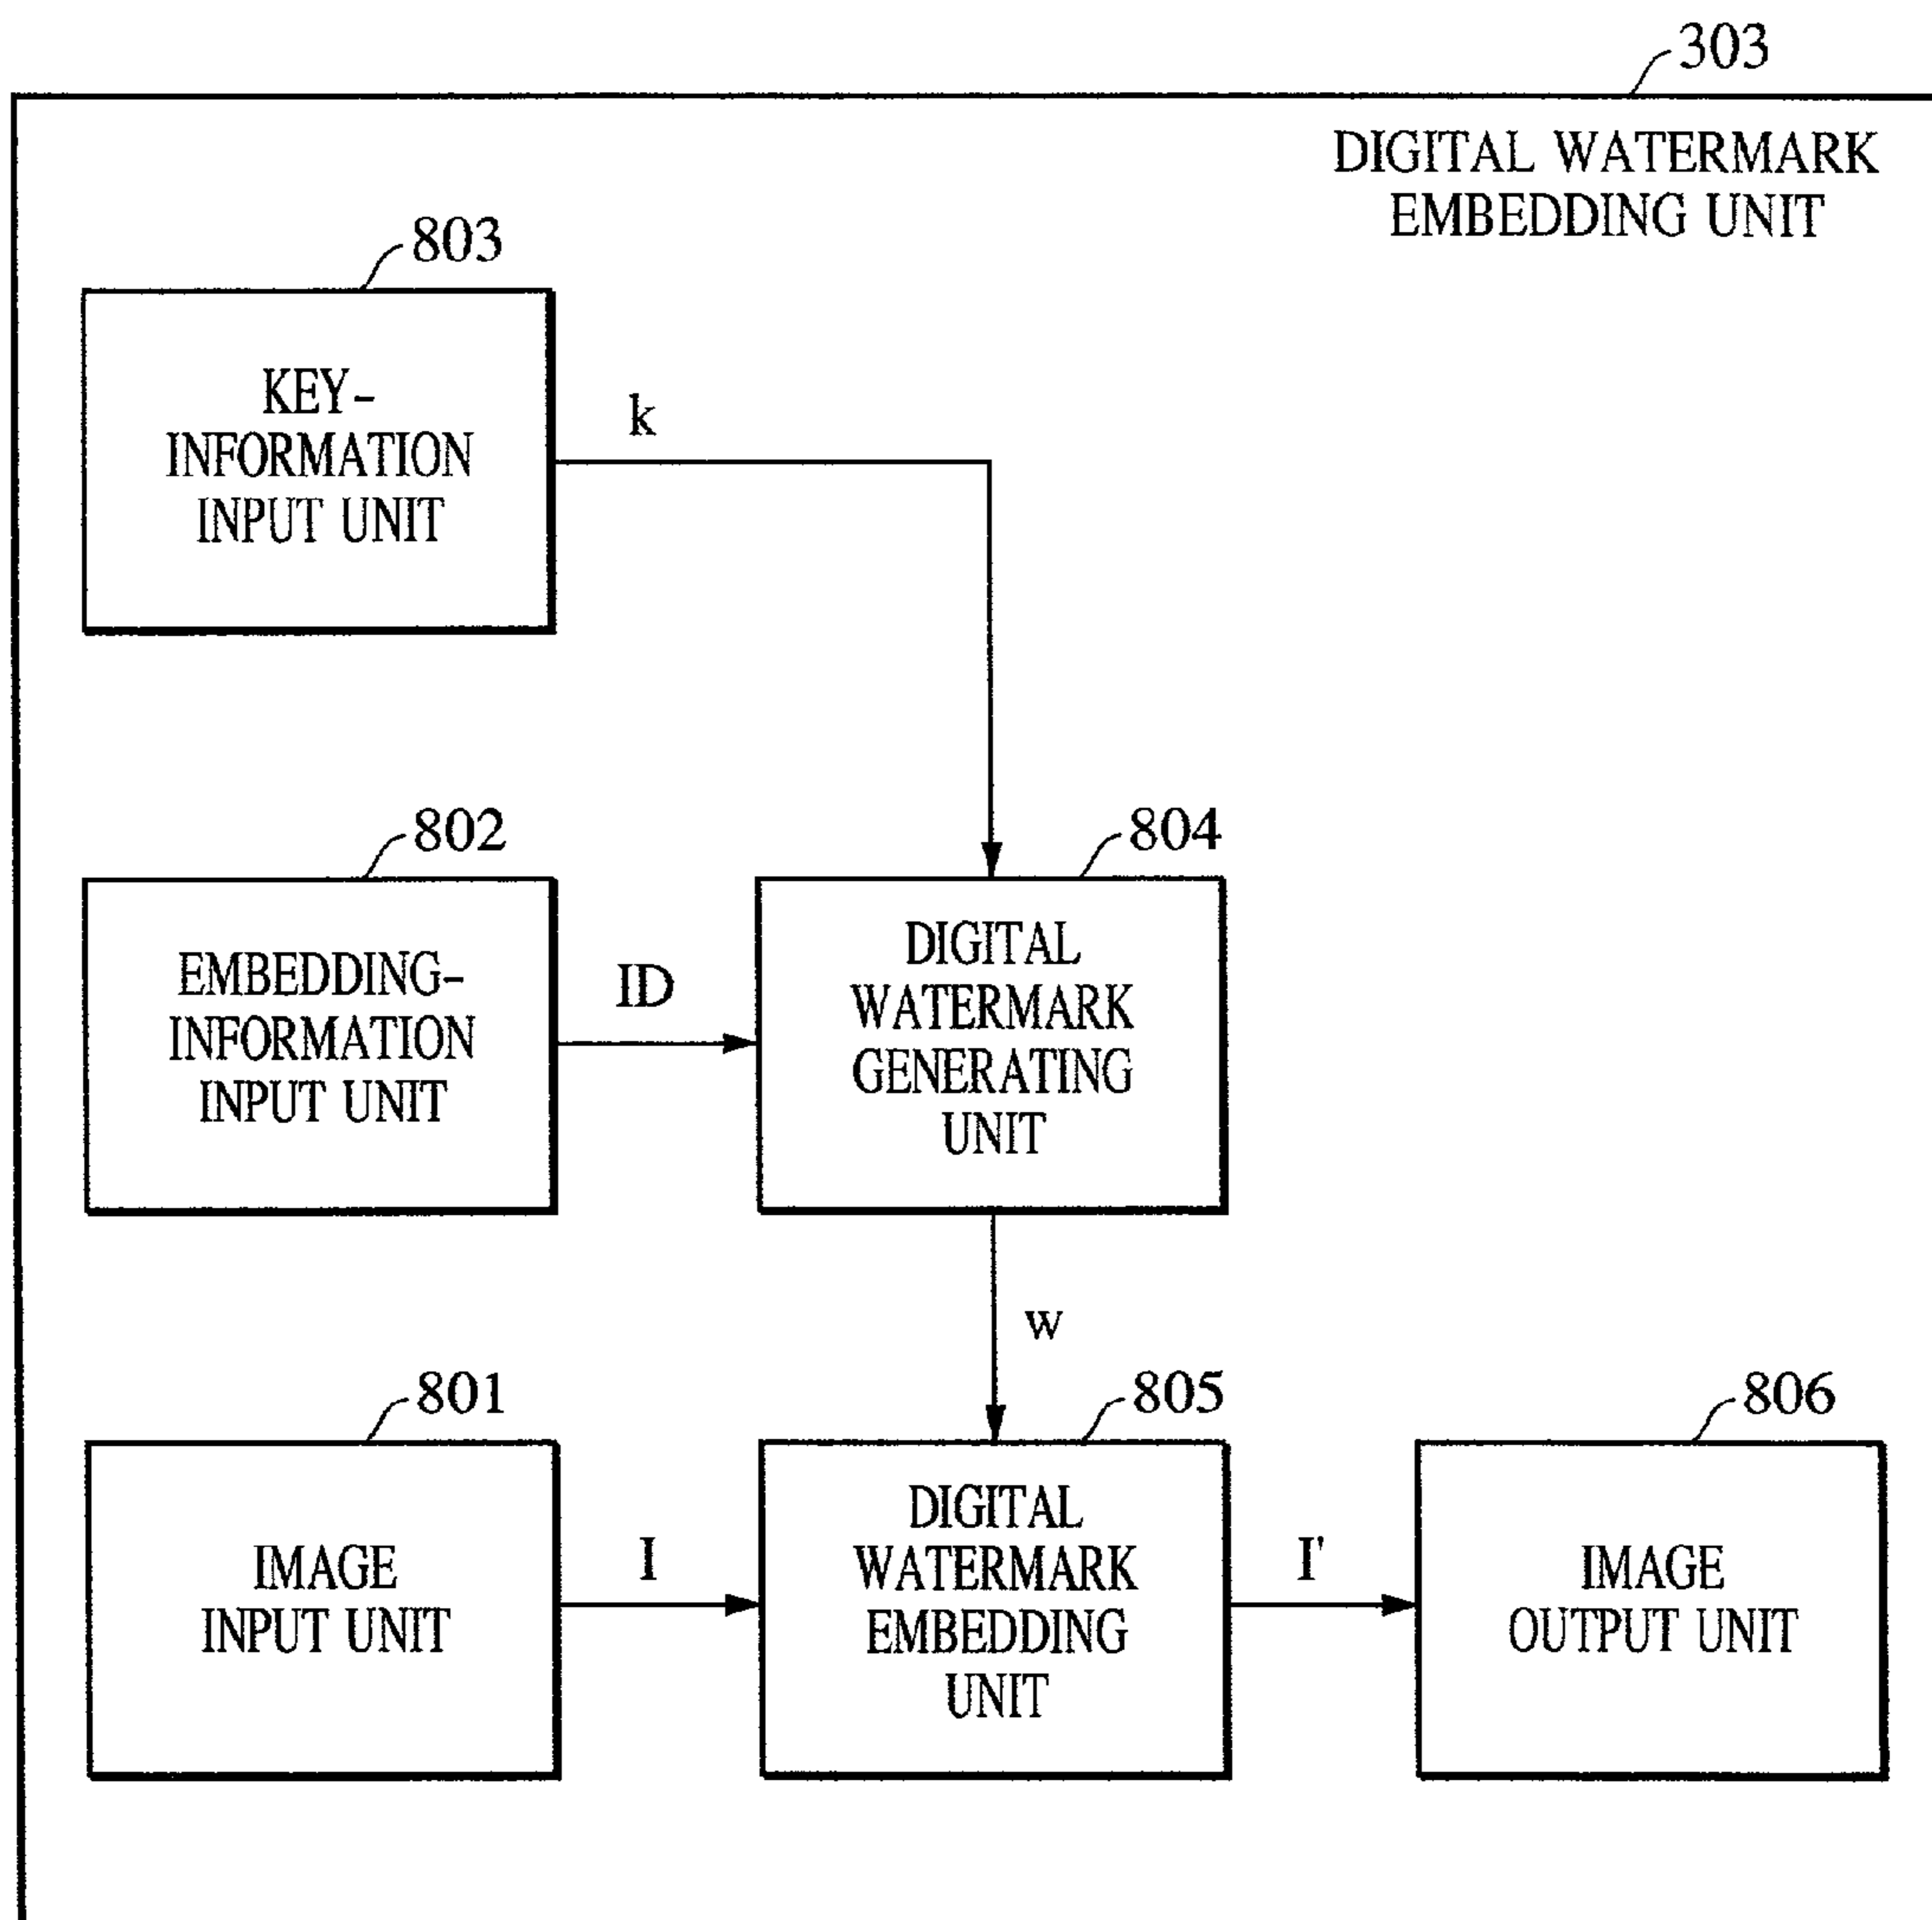 303
DIGITAL WATERMARK
EMBEDDING UNIT
803
KEY-
INFORMATION
INPUT UNIT
k
802
EMBEDDING-
INFORMATION
INPUT UNIT
ID
804
DIGITAL
WATERMARK
GENERATING
UNIT
w
801
IMAGE
INPUT UNIT
I
805
DIGITAL
WATERMARK
EMBEDDING
UNIT
I'
806
IMAGE
OUTPUT UNIT